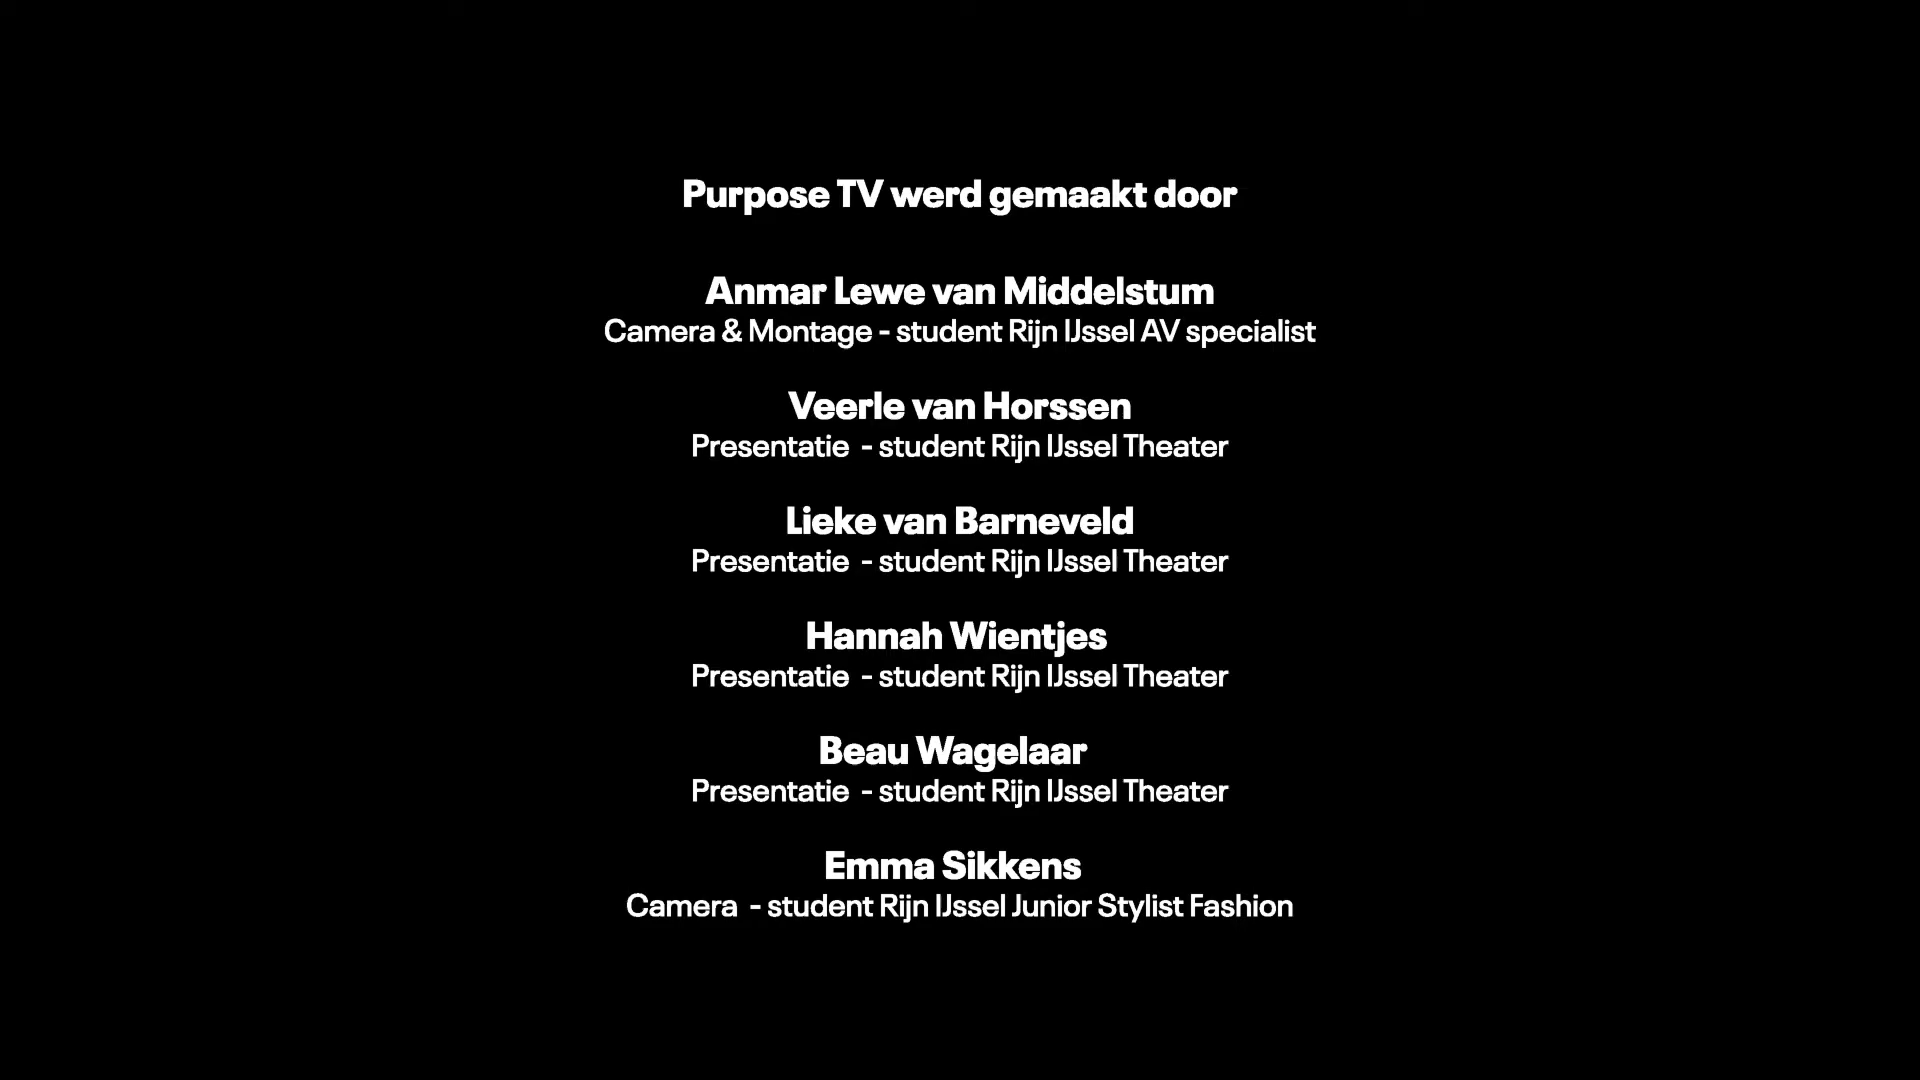 Purpose TV werd gemaakt door
Anmar Lewe van Middelstum
Camera & Montage - student Rijn IJssel AV specialist
Veerle van Horssen
Presentatie - student Rijn IJssel Theater
Lieke van Barneveld
Presentatie - student Rijn IJssel Theater
Hannah Wientjes
Presentatie - student Rijn IJssel Theater
Beau Wagelaar
Presentatie - student Rijn IJssel Theater
Emma Sikkens
Camera - student Rijn IJssel Junior Stylist Fashion